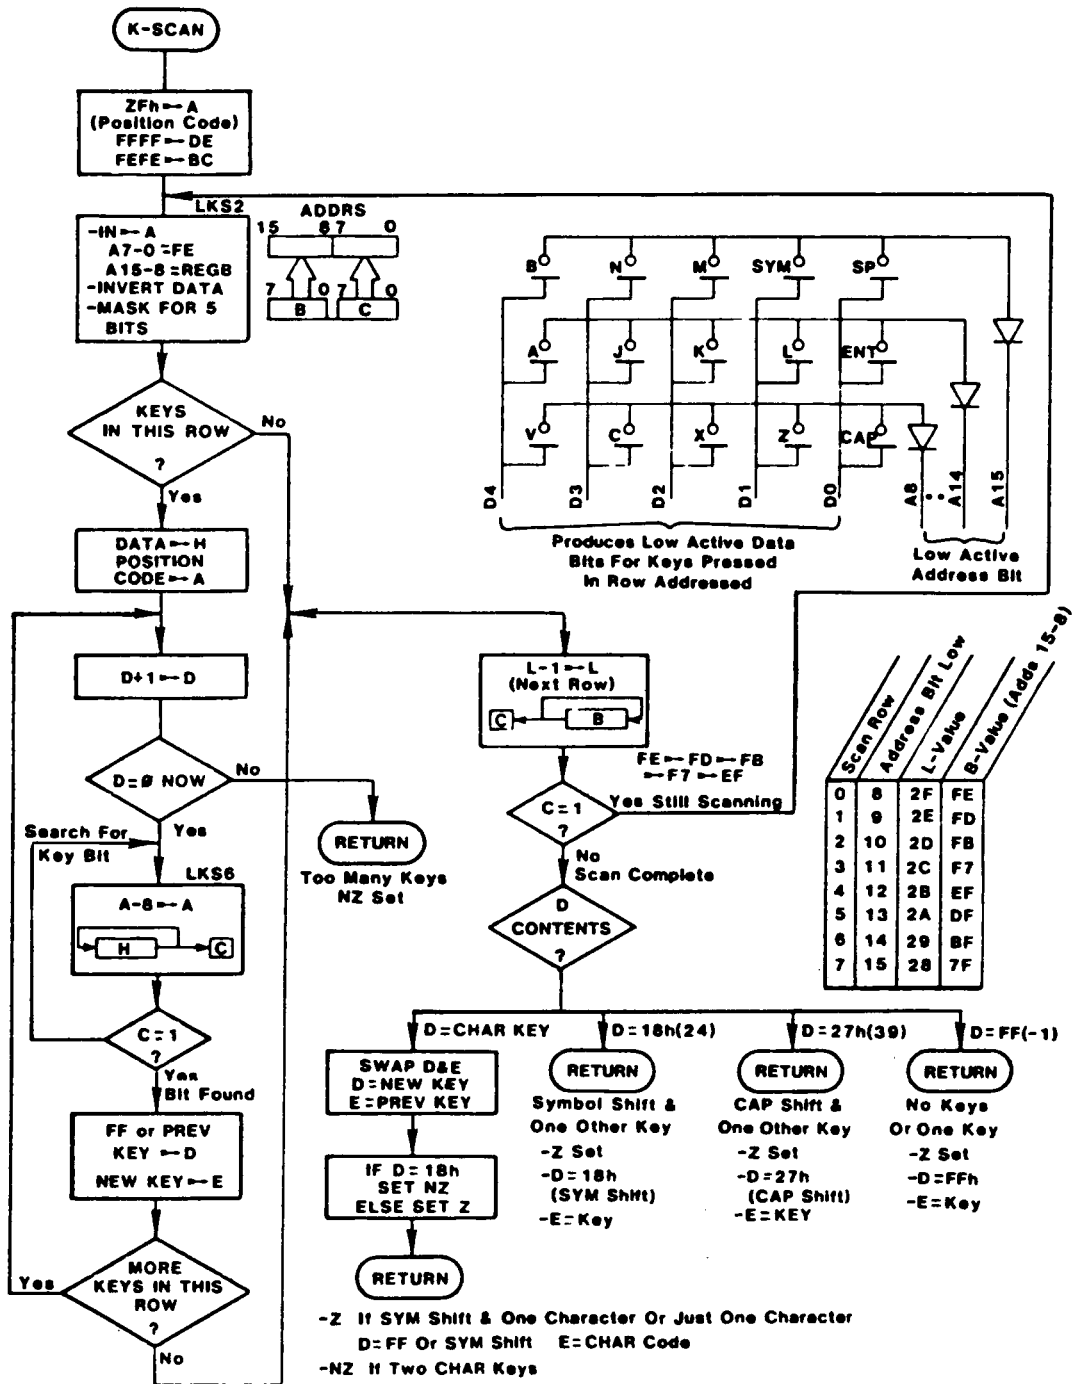 K-SCAN
ZFh→A
(Position Code)
FFFF→DE
FEFE→BC
LKS2
-IN→A
A7-0=FE
A15-8=REGB
-INVERT DATA
-MASK FOR 5
BITS
ADDRS
15 8 7 0
7 0 7 0
B C
KEYS
IN THIS ROW
?
No
Yes
DATA→H
POSITION
CODE→A
D+1→D
D=Ø NOW
No
Yes
RETURN
Too Many Keys
NZ Set
Search For
Key Bit
LKS6
A-8→A
H C
C=1
?
Yes
Bit Found
FF or PREV
KEY→D
NEW KEY→E
MORE
KEYS IN THIS
ROW
?
Yes
No
B N M SYM SP
A J K L ENT
V C X Z CAP
D4 D3 D2 D1 D0
A8 A14 A15
Produces Low Active Data
Bits For Keys Pressed
In Row Addressed
Low Active
Address Bit
L-1→L
(Next Row)
C B
FE→FD→FB
→F7→EF
C=1
?
Yes Still Scanning
No
Scan Complete
D
CONTENTS
?
Scan Row Address Bit Low L-Value B-Value (Adds 15-8)
0 8 2F FE
1 9 2E FD
2 10 2D FB
3 11 2C F7
4 12 2B EF
5 13 2A DF
6 14 29 BF
7 15 28 7F
D=CHAR KEY
SWAP D&E
D=NEW KEY
E=PREV KEY
IF D=18h
SET NZ
ELSE SET Z
RETURN
D=18h(24)
RETURN
Symbol Shift &
One Other Key
-Z Set
-D=18h
(SYM Shift)
-E=Key
D=27h(39)
RETURN
CAP Shift &
One Other Key
-Z Set
-D=27h
(CAP Shift)
-E=KEY
D=FF(-1)
RETURN
No Keys
Or One Key
-Z Set
-D=FFh
-E=Key
-Z If SYM Shift & One Character Or Just One Character
D=FF Or SYM Shift E=CHAR Code
-NZ If Two CHAR Keys